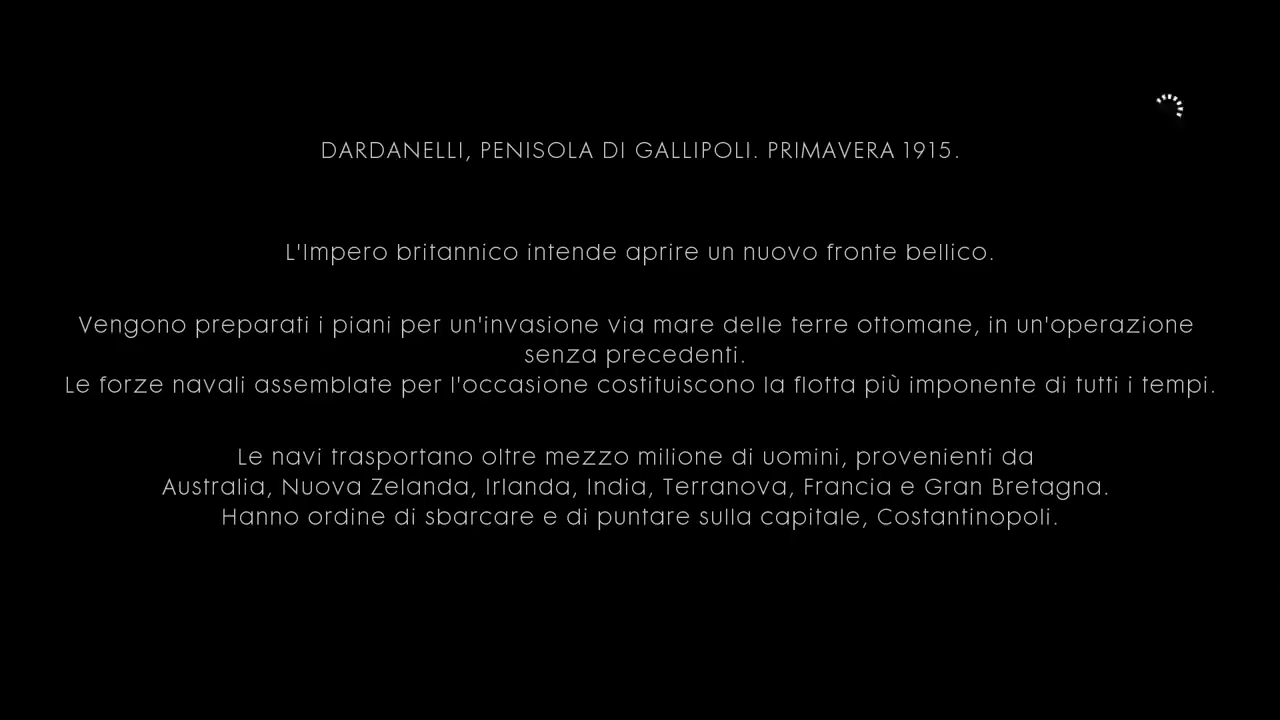 DARDANELLI, PENISOLA DI GALLIPOLI. PRIMAVERA 1915.
L'Impero britannico intende aprire un nuovo fronte bellico.
Vengono preparati i piani per un'invasione via mare delle terre ottomane, in un'operazione
senza precedenti.
Le forze navali assemblate per l'occasione costituiscono la flotta più imponente di tutti i tempi.
Le navi trasportano oltre mezzo milione di uomini, provenienti da
Australia, Nuova Zelanda, Irlanda, India, Terranova, Francia e Gran Bretagna.
Hanno ordine di sbarcare e di puntare sulla capitale, Costantinopoli.